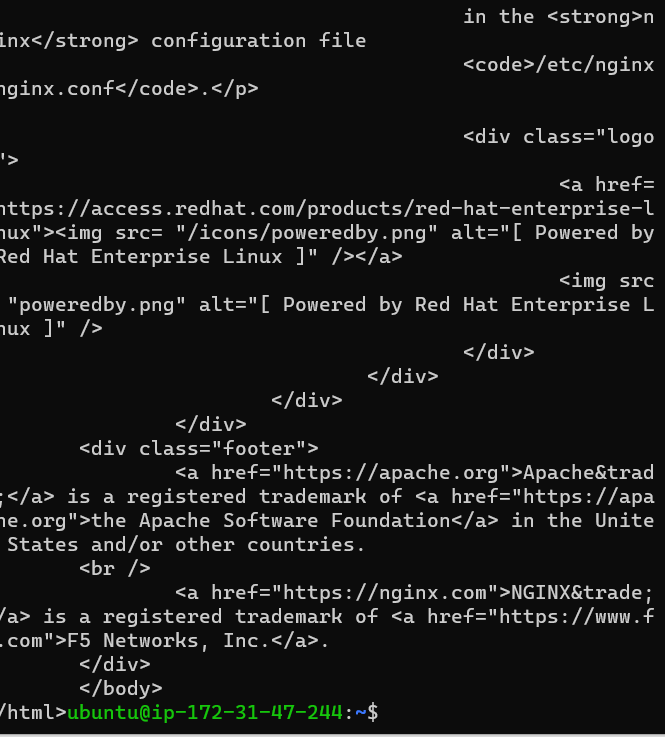 in the <strong>n
inx</strong> configuration file
<code>/etc/nginx
nginx.conf</code>.</p>
<div class="logo
">
<a href=
https://access.redhat.com/products/red-hat-enterprise-l
nux"><img src= "/icons/poweredby.png" alt="[ Powered by
Red Hat Enterprise Linux ]" /></a>
<img src
"poweredby.png" alt="[ Powered by Red Hat Enterprise L
nux ]" />
</div>
</div>
</div>
</div>
<div class="footer">
<a href="https://apache.org">Apache&trad
;</a> is a registered trademark of <a href="https://apa
he.org">the Apache Software Foundation</a> in the Unite
States and/or other countries.
<br />
<a href="https://nginx.com">NGINX&trade;
/a> is a registered trademark of <a href="https://www.f
.com">F5 Networks, Inc.</a>.
</div>
</body>
/html>ubuntu@ip-172-31-47-244:~$